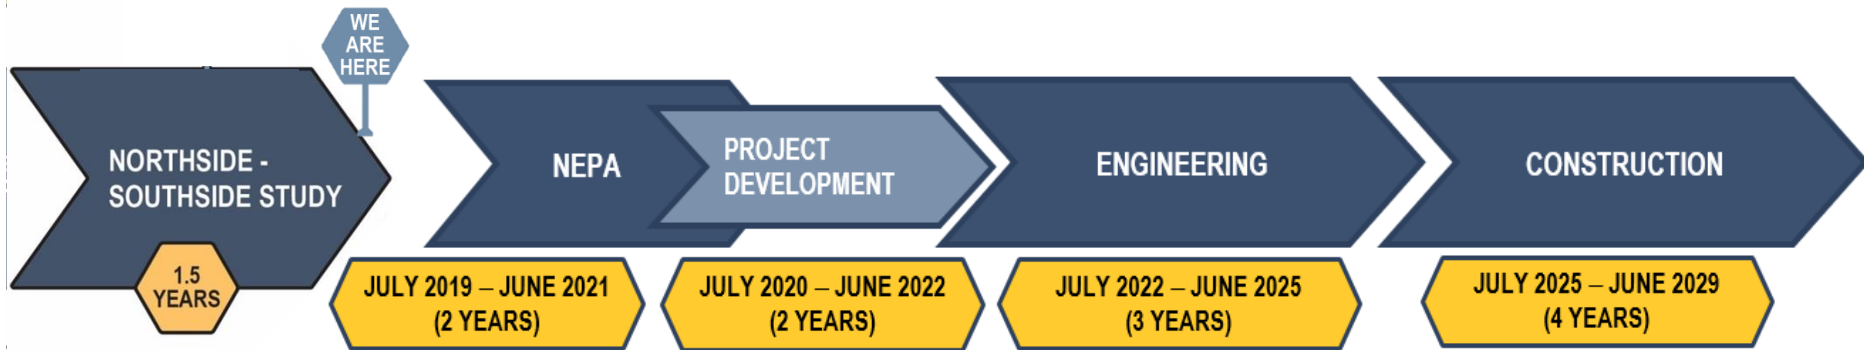 WE
ARE
HERE
NORTHSIDE -
SOUTHSIDE STUDY
1.5
YEARS
NEPA
JULY 2019 – JUNE 2021
(2 YEARS)
PROJECT
DEVELOPMENT
JULY 2020 – JUNE 2022
(2 YEARS)
ENGINEERING
JULY 2022 – JUNE 2025
(3 YEARS)
CONSTRUCTION
JULY 2025 – JUNE 2029
(4 YEARS)